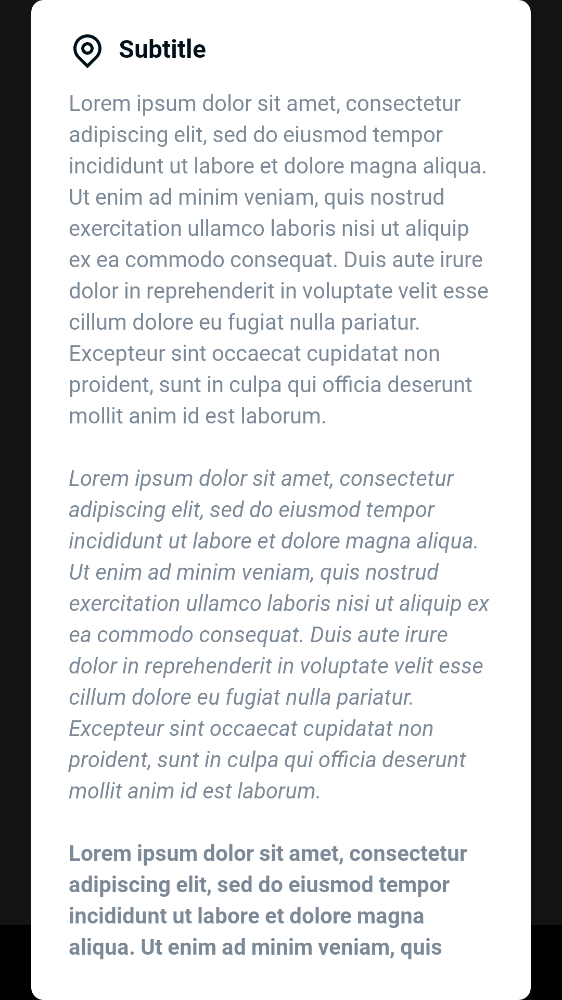 Subtitle
Lorem ipsum dolor sit amet, consectetur
adipiscing elit, sed do eiusmod tempor
incididunt ut labore et dolore magna aliqua.
Ut enim ad minim veniam, quis nostrud
exercitation ullamco laboris nisi ut aliquip
ex ea commodo consequat. Duis aute irure
dolor in reprehenderit in voluptate velit esse
cillum dolore eu fugiat nulla pariatur.
Excepteur sint occaecat cupidatat non
proident, sunt in culpa qui officia deserunt
mollit anim id est laborum.
Lorem ipsum dolor sit amet, consectetur
adipiscing elit, sed do eiusmod tempor
incididunt ut labore et dolore magna aliqua.
Ut enim ad minim veniam, quis nostrud
exercitation ullamco laboris nisi ut aliquip ex
ea commodo consequat. Duis aute irure
dolor in reprehenderit in voluptate velit esse
cillum dolore eu fugiat nulla pariatur.
Excepteur sint occaecat cupidatat non
proident, sunt in culpa qui officia deserunt
mollit anim id est laborum.
Lorem ipsum dolor sit amet, consectetur
adipiscing elit, sed do eiusmod tempor
incididunt ut labore et dolore magna
aliqua. Ut enim ad minim veniam, quis